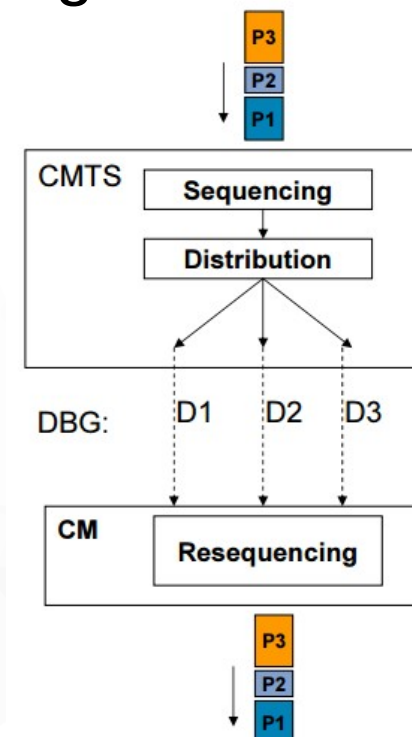 g
P3
P2
P1
CMTS
Sequencing
Distribution
DBG: D1 D2 D3
CM
Resequencing
P3
P2
P1